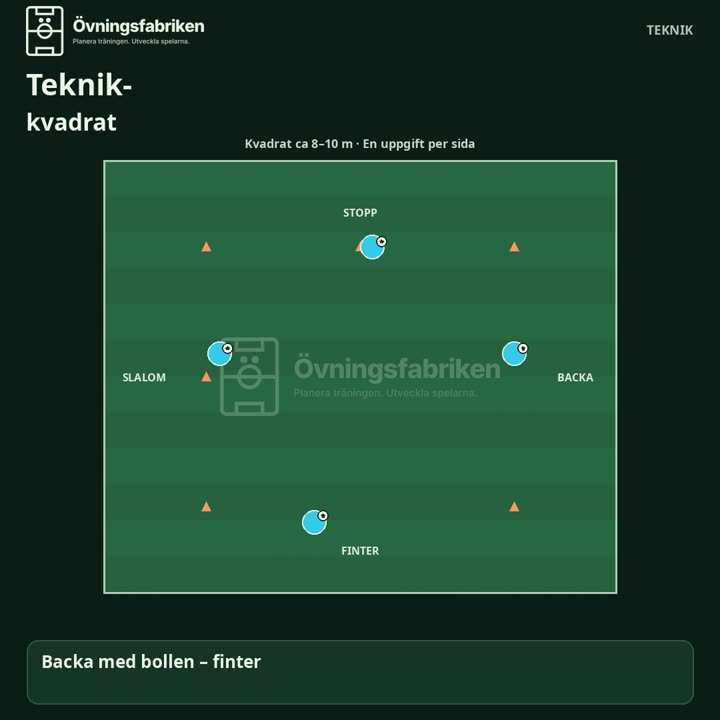 Övningsfabriken
Planera träningen. Utveckla spelarna.
TEKNIK
Teknik-
kvadrat
Kvadrat ca 8–10 m · En uppgift per sida
STOPP
Övningsfabriken
Planera träningen. Utveckla spelarna.
SLALOM
BACKA
FINTER
Backa med bollen – finter